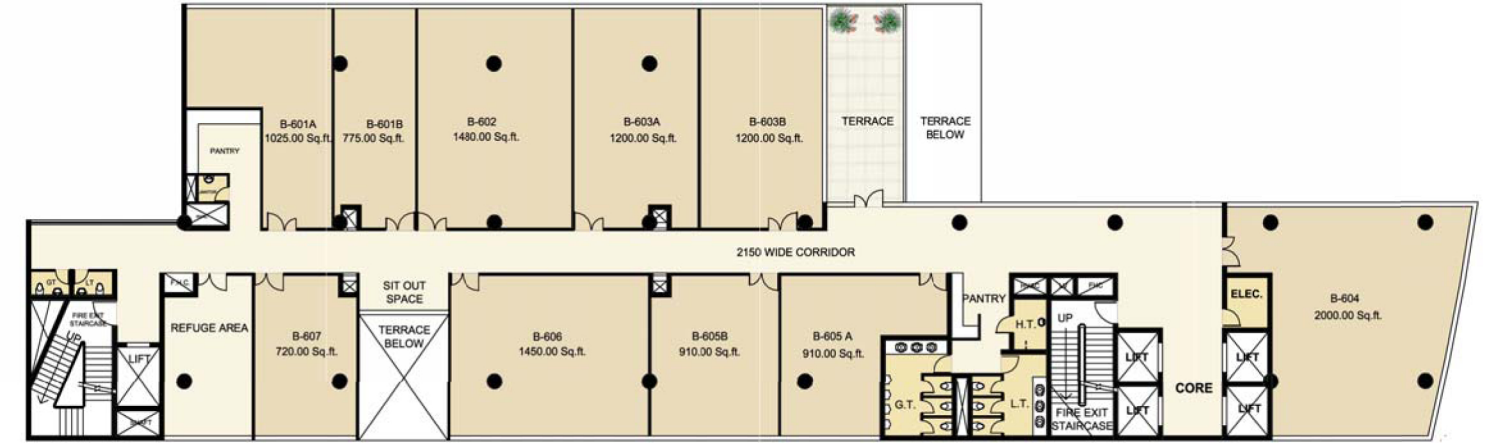 B-601A
1025.00 Sq.ft.
B-601B
775.00 Sq.ft.
B-602
1480.00 Sq.ft.
B-603A
1200.00 Sq.ft.
B-603B
1200.00 Sq.ft.
TERRACE
TERRACE
BELOW
PANTRY
2150 WIDE CORRIDOR
GT
LT
F.H.C.
FIRE EXIT
STAIRCASE
UP
LIFT
SHAFT
REFUGE AREA
B-607
720.00 Sq.ft.
SIT OUT
SPACE
TERRACE
BELOW
B-606
1450.00 Sq.ft.
B-605B
910.00 Sq.ft.
B-605 A
910.00 Sq.ft.
PANTRY
G.T.
H.T.
L.T.
FHC
UP
FIRE EXIT
STAIRCASE
LIFT
LIFT
CORE
LIFT
LIFT
ELEC.
B-604
2000.00 Sq.ft.